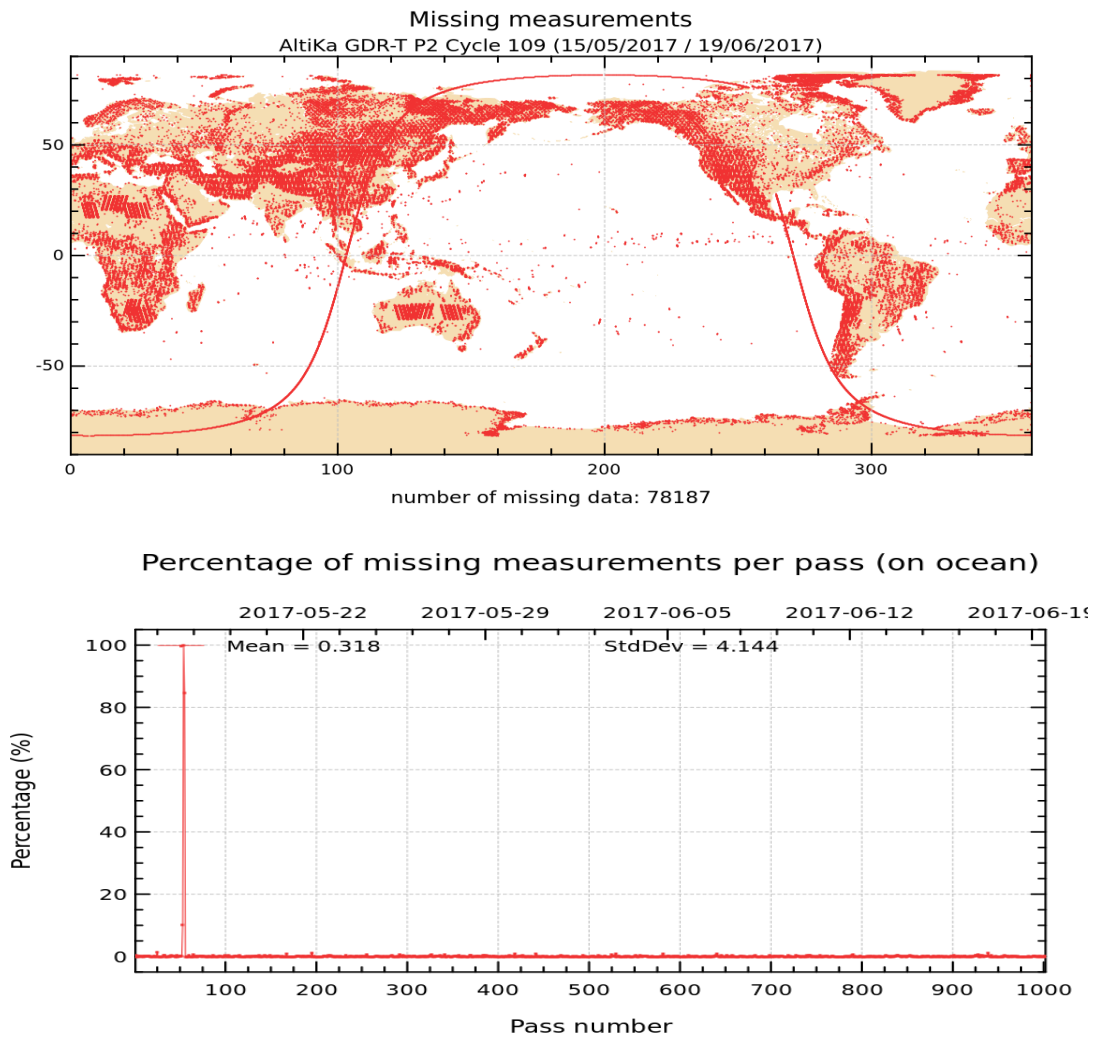 Missing measurements
AltiKa GDR-T P2 Cycle 109 (15/05/2017 / 19/06/2017)
50
0
-50
0 100 200 300
number of missing data: 78187
Percentage of missing measurements per pass (on ocean)
2017-05-22 2017-05-29 2017-06-05 2017-06-12 2017-06-19
Mean = 0.318 StdDev = 4.144
100
80
60
40
20
0
Percentage (%)
100 200 300 400 500 600 700 800 900 1000
Pass number